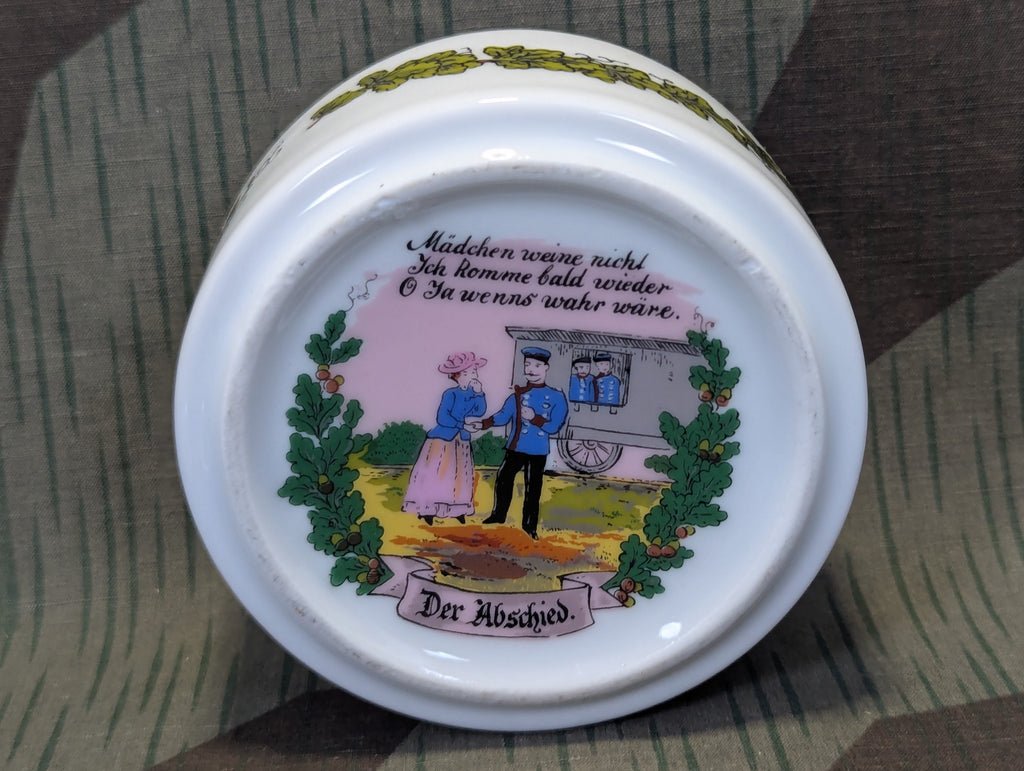 Mädchen weine nicht
Ich komme bald wieder
O Ja wenns wahr wäre.
Der Abschied.